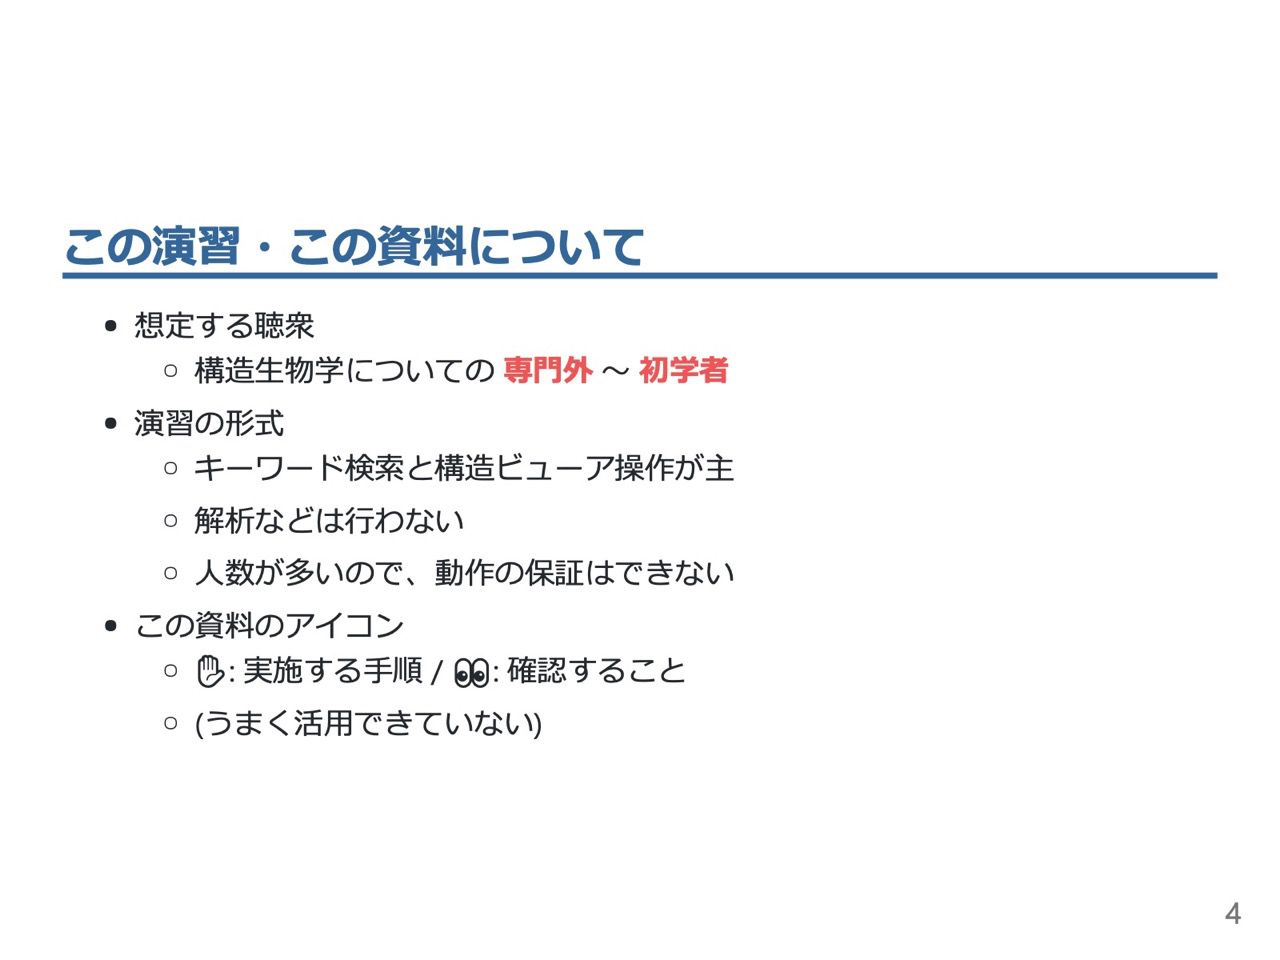 この演習・この資料について
• 想定する聴衆
○ 構造生物学についての 専門外 ～ 初学者
• 演習の形式
○ キーワード検索と構造ビューア操作が主
○ 解析などは行わない
○ 人数が多いので、動作の保証はできない
• この資料のアイコン
○ ✋: 実施する手順 / 👀: 確認すること
○ (うまく活用できていない)
4